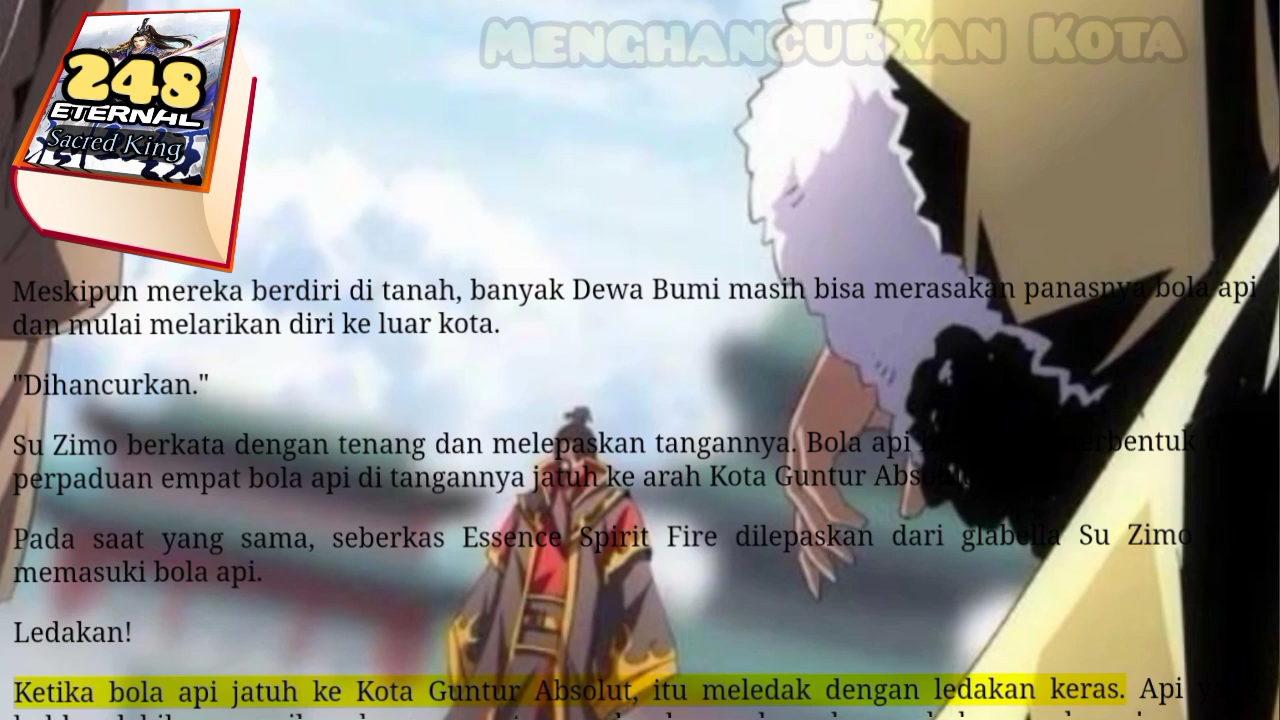 Menghancurkan Kota
248
ETERNAL
Sacred King
Meskipun mereka berdiri di tanah, banyak Dewa Bumi masih bisa merasakan panasnya bola api
dan mulai melarikan diri ke luar kota.
"Dihancurkan."
Su Zimo berkata dengan tenang dan melepaskan tangannya. Bola api terbentuk
perpaduan empat bola api di tangannya jatuh ke arah Kota Guntur Absolut
Pada saat yang sama, seberkas Essence Spirit Fire dilepaskan dari glabella Su Zimo
memasuki bola api.
Ledakan!
Ketika bola api jatuh ke Kota Guntur Absolut, itu meledak dengan ledakan keras. Api